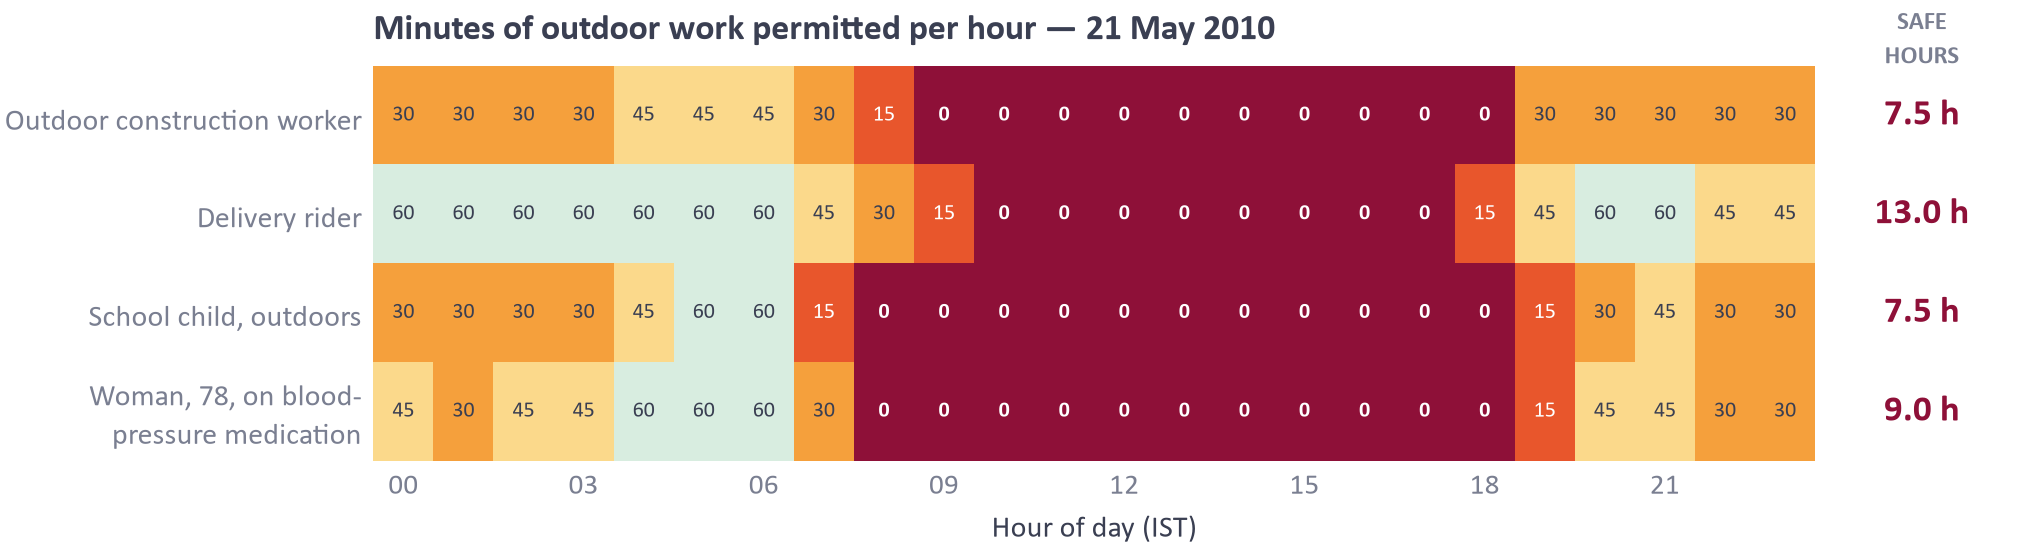 Minutes of outdoor work permitted per hour — 21 May 2010
SAFE
HOURS
Outdoor construction worker 30 30 30 30 45 45 45 30 15 0 0 0 0 0 0 0 0 0 0 30 30 30 30 30 7.5 h
Delivery rider 60 60 60 60 60 60 60 45 30 15 0 0 0 0 0 0 0 0 15 45 60 60 45 45 13.0 h
School child, outdoors 30 30 30 30 45 60 60 15 0 0 0 0 0 0 0 0 0 0 0 15 30 45 30 30 7.5 h
Woman, 78, on blood-
pressure medication 45 30 45 45 60 60 60 30 0 0 0 0 0 0 0 0 0 0 0 15 45 45 30 30 9.0 h
00 03 06 09 12 15 18 21
Hour of day (IST)